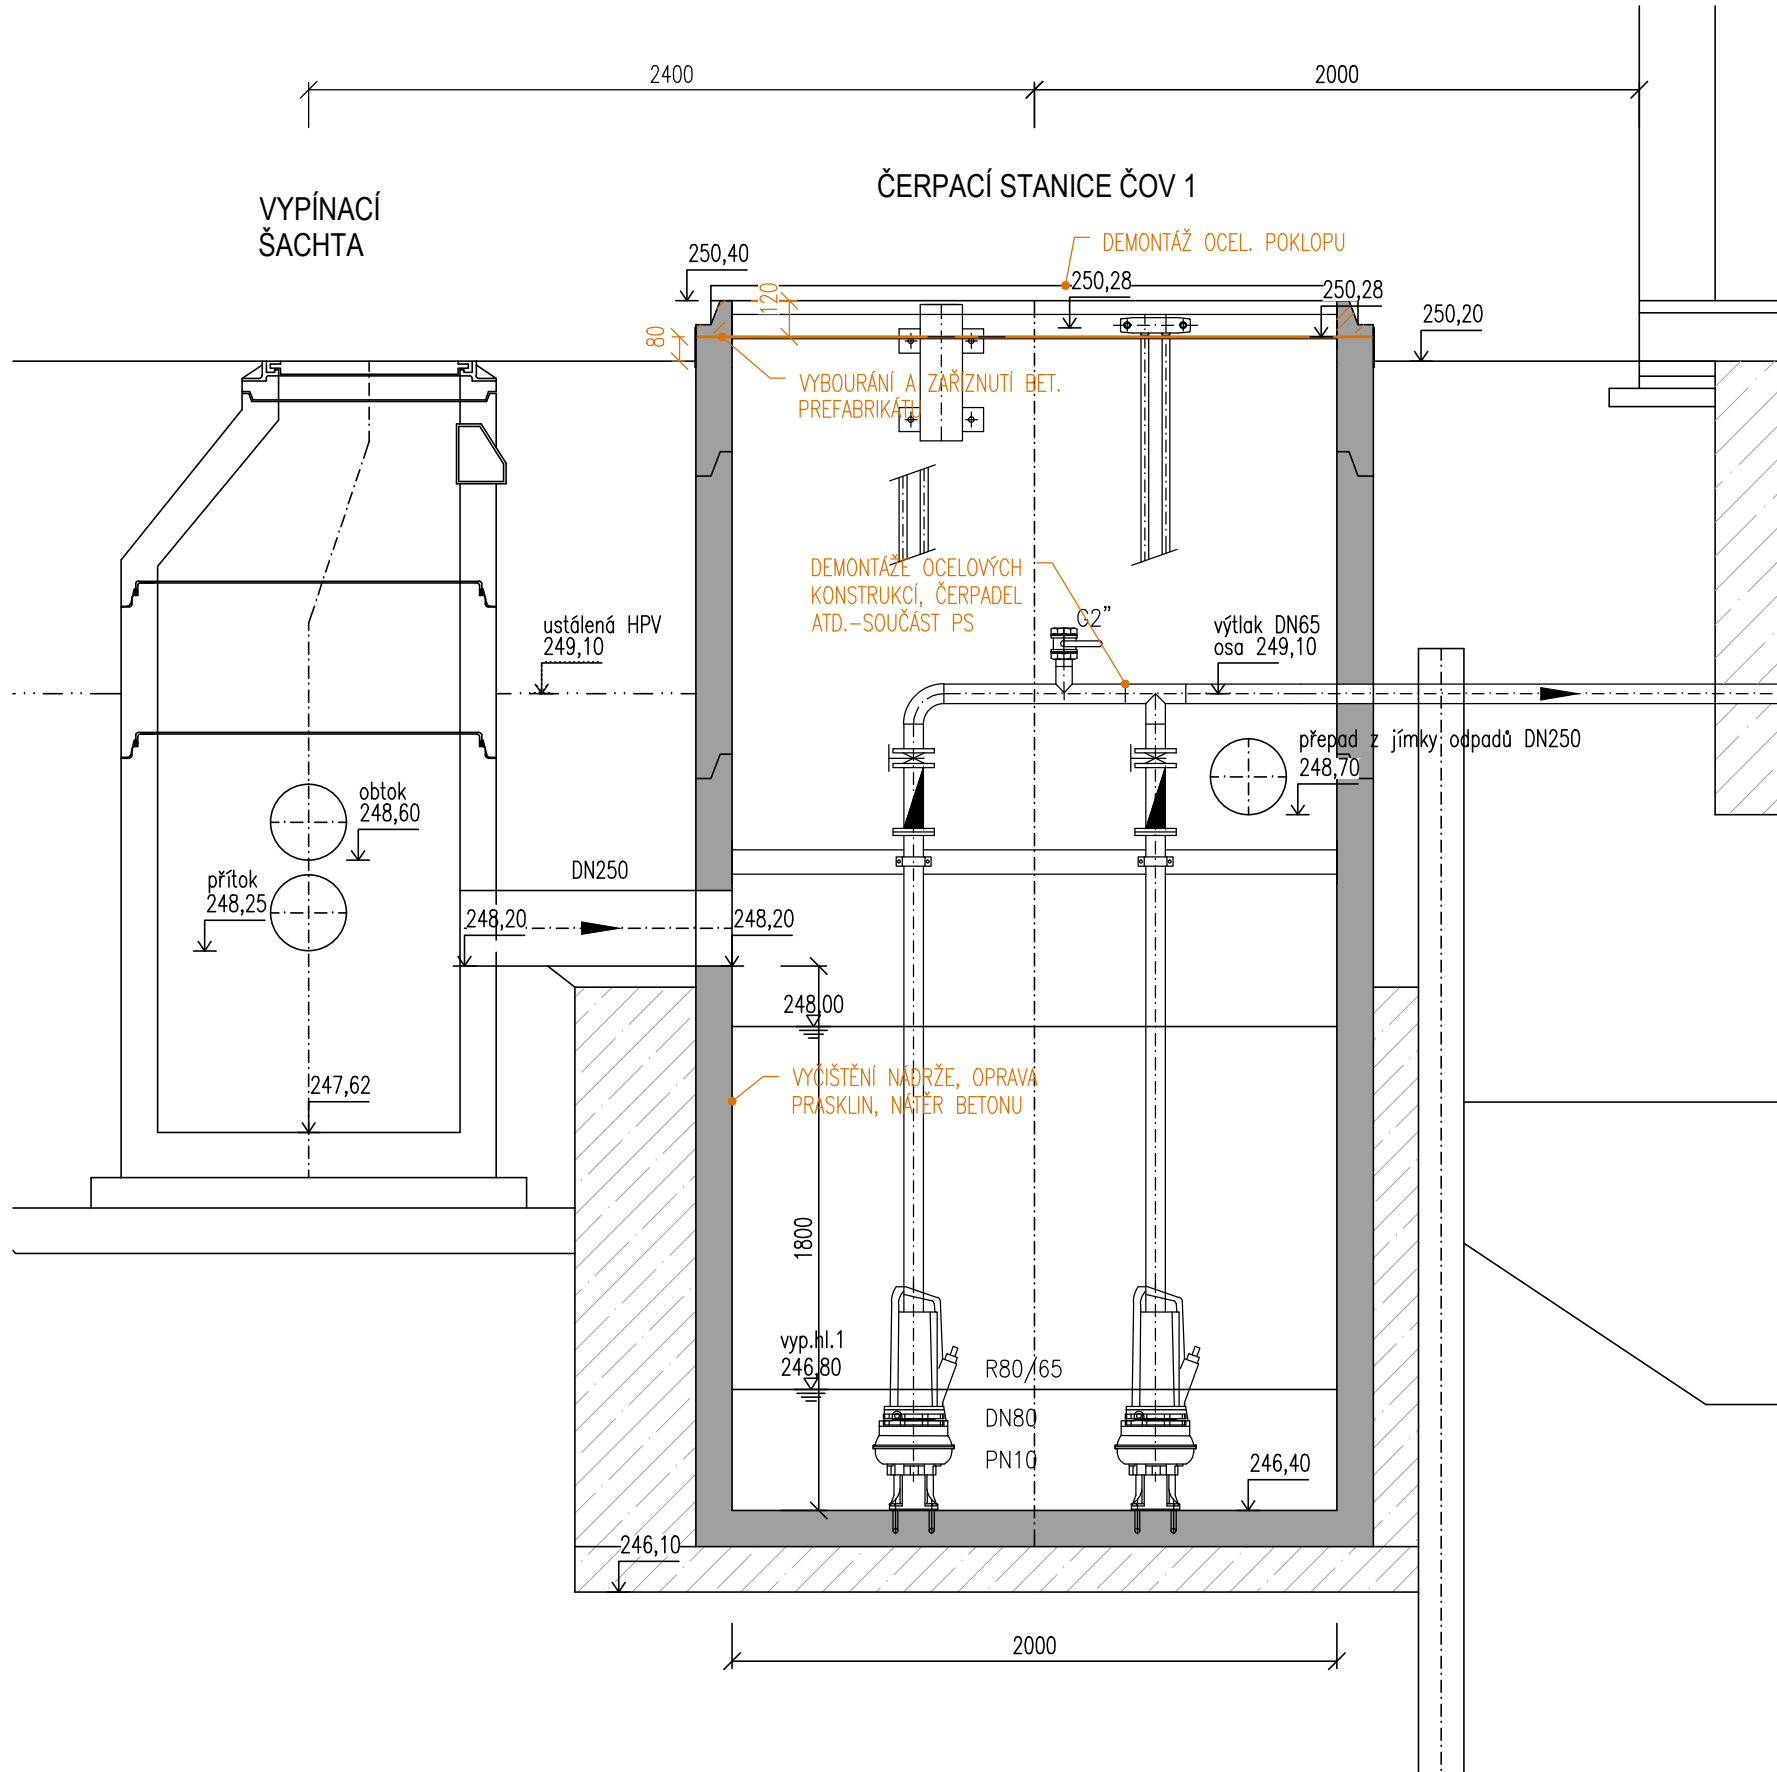 2400
2000
VYPÍNACÍ
ŠACHTA
ČERPACÍ STANICE ČOV 1
DEMONTÁŽ OCEL. POKLOPU
250,40
250,28
250,28
250,20
120
80
VYBOURÁNÍ A ZAŘÍZNUTÍ BET.
PREFABRIKÁTU
DEMONTÁŽE OCELOVÝCH
KONSTRUKCÍ, ČERPADEL
ATD.-SOUČÁST PS
G2"
ustálená HPV
249,10
výtlak DN65
osa 249,10
přepad z jímky odpadů DN250
248,70
obtok
248,60
přítok
248,25
DN250
248,20
248,20
248,00
VYČIŠTĚNÍ NÁDRŽE, OPRAVA
PRASKLIN, NÁTĚR BETONU
247,62
1800
vyp.hl.1
246,80
R80/65
DN80
PN10
246,40
246,10
2000